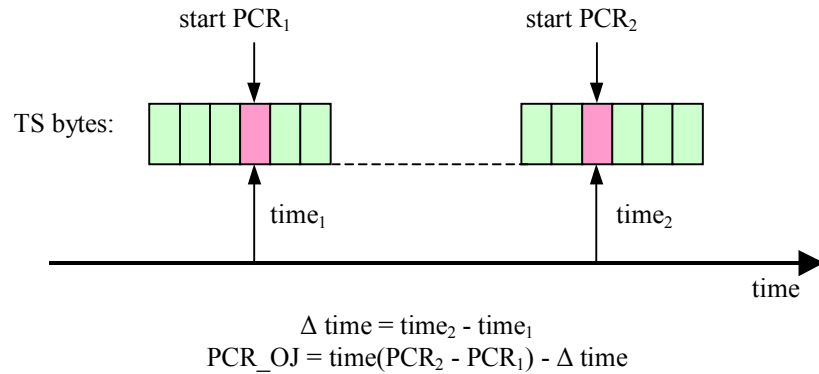 start PCR₁ start PCR₂
TS bytes:
time₁ time₂
time
Δ time = time₂ - time₁
PCR_OJ = time(PCR₂ - PCR₁) - Δ time